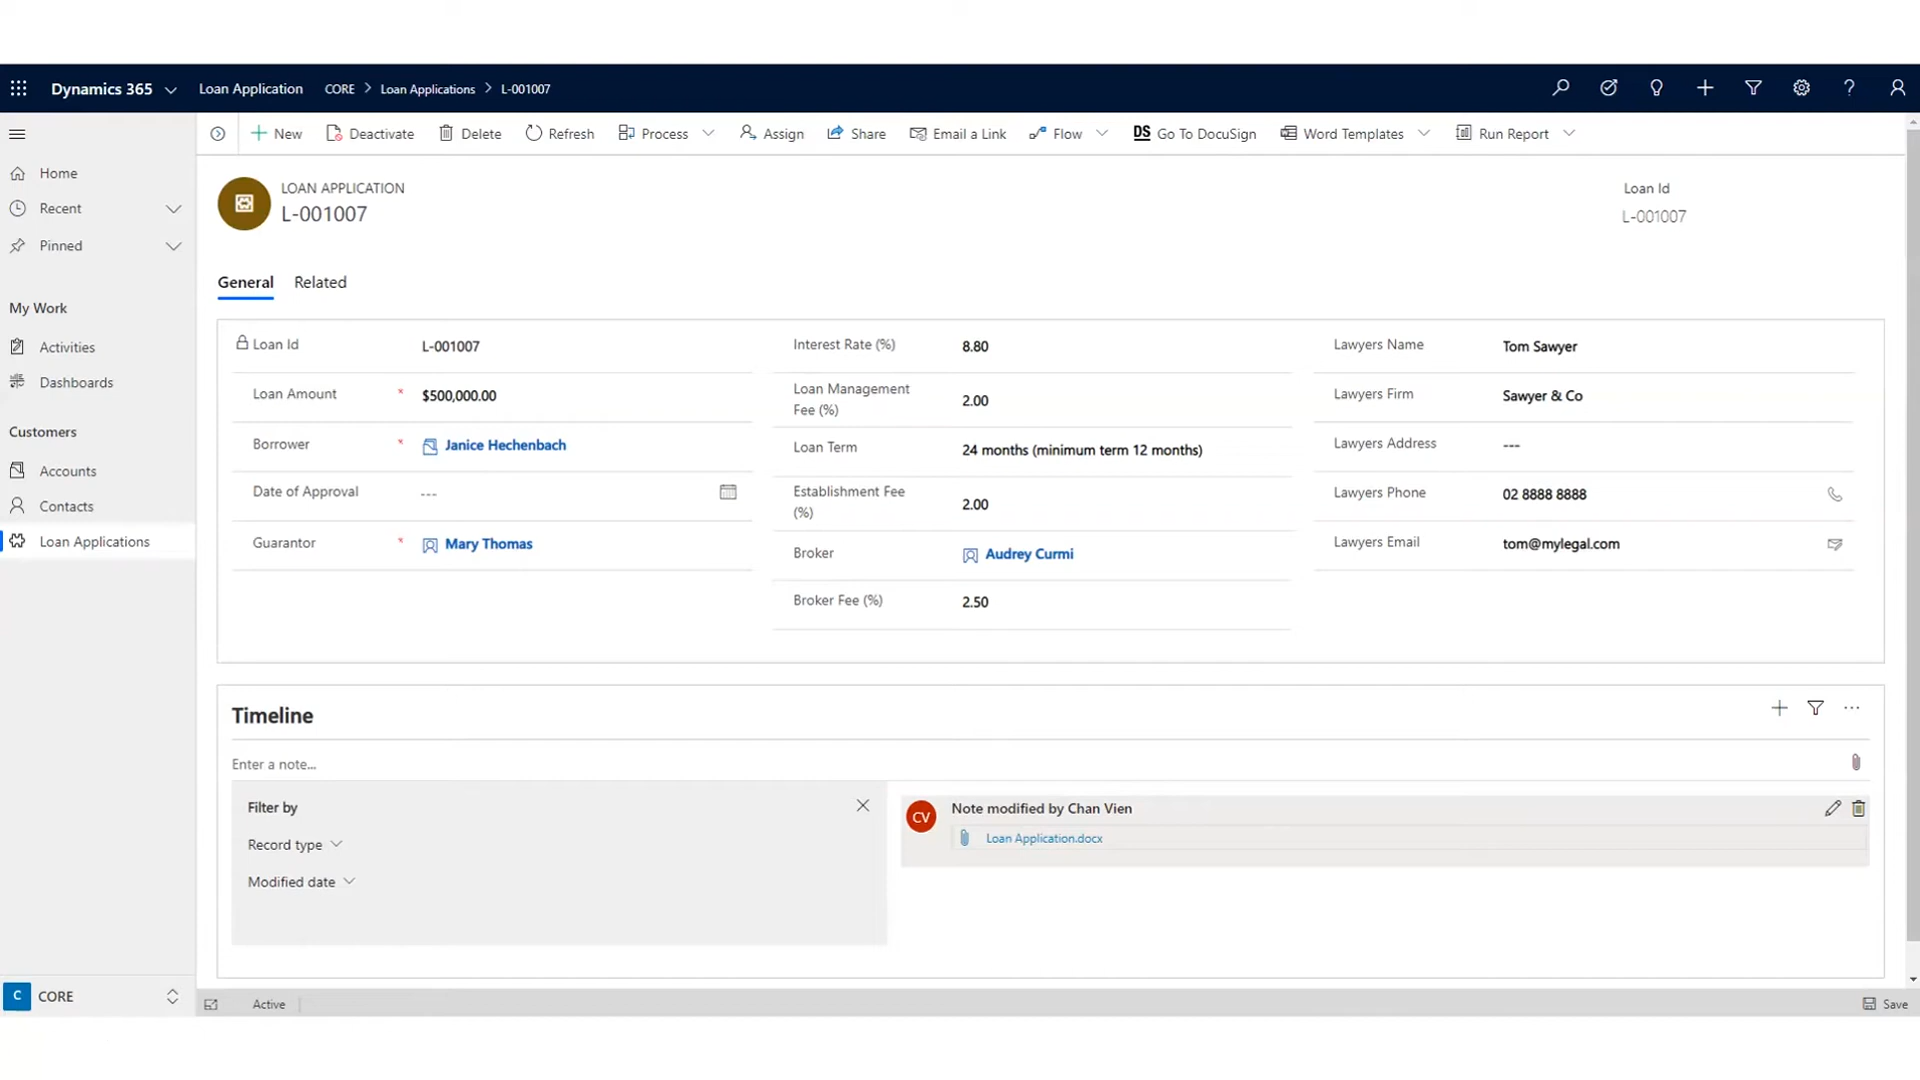 Dynamics 365 Loan Application CORE > Loan Applications > L-001007
New Deactivate Delete Refresh Process Assign Share Email a Link Flow DS Go To DocuSign Word Templates Run Report
Home
Recent
Pinned
My Work
Activities
Dashboards
Customers
Accounts
Contacts
Loan Applications
C CORE
LOAN APPLICATION
L-001007
Loan Id
L-001007
General Related
Loan Id L-001007
Loan Amount * $500,000.00
Borrower * Janice Hechenbach
Date of Approval ---
Guarantor * Mary Thomas
Interest Rate (%) 8.80
Loan Management
Fee (%) 2.00
Loan Term 24 months (minimum term 12 months)
Establishment Fee
(%) 2.00
Broker Audrey Curmi
Broker Fee (%) 2.50
Lawyers Name Tom Sawyer
Lawyers Firm Sawyer & Co
Lawyers Address ---
Lawyers Phone 02 8888 8888
Lawyers Email tom@mylegal.com
Timeline
Enter a note...
Filter by
Record type
Modified date
CV Note modified by Chan Vien
Loan Application.docx
Active
Save